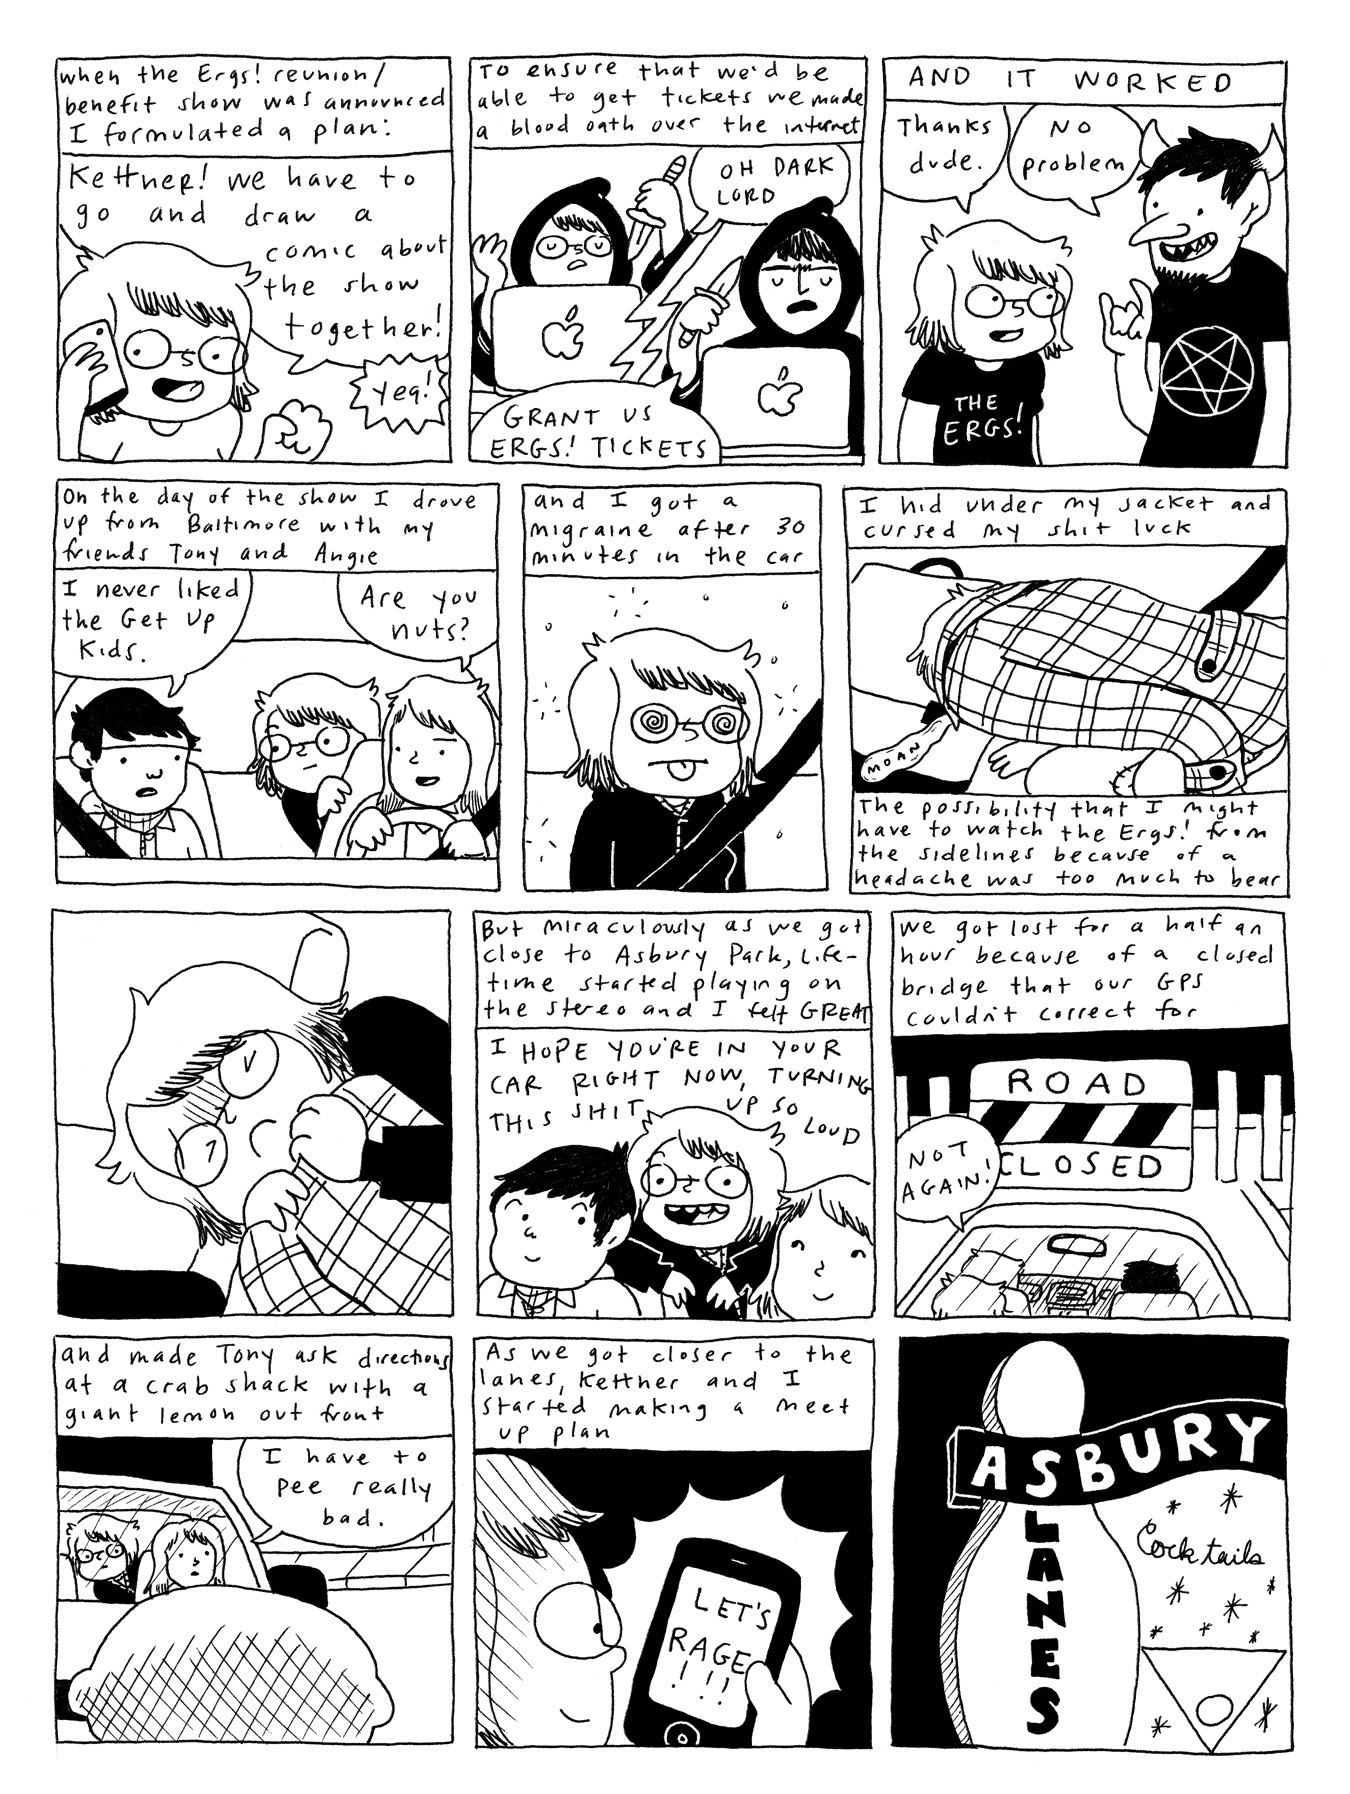 when the Ergs! reunion/
benefit show was announced
I formulated a plan:
Kettner! we have to
go and draw a
comic about
the show
together!
yea!
To ensure that we'd be
able to get tickets we made
a blood oath over the internet
OH DARK
LORD
GRANT US
ERGS! TICKETS
AND IT WORKED
Thanks
dude.
NO
problem
THE
ERGS!
On the day of the show I drove
up from Baltimore with my
friends Tony and Angie
I never liked
the Get Up
Kids.
Are you
nuts?
and I got a
migraine after 30
minutes in the car
I hid under my jacket and
cursed my shit luck
MOAN
The possibility that I might
have to watch the Ergs! from
the sidelines because of a
headache was too much to bear
But miraculously as we got
close to Asbury Park, Life-
time started playing on
the stereo and I felt GREAT
I HOPE YOU'RE IN YOUR
CAR RIGHT NOW, TURNING
THIS SHIT UP SO
LOUD
we got lost for a half an
hour because of a closed
bridge that our GPS
couldn't correct for
ROAD
CLOSED
NOT
AGAIN!
and made Tony ask directions
at a crab shack with a
giant lemon out front
I have to
pee really
bad.
As we got closer to the
lanes, Kettner and I
started making a meet
up plan
LET'S
RAGE
! !!!
ASBURY
LANES
Cocktails